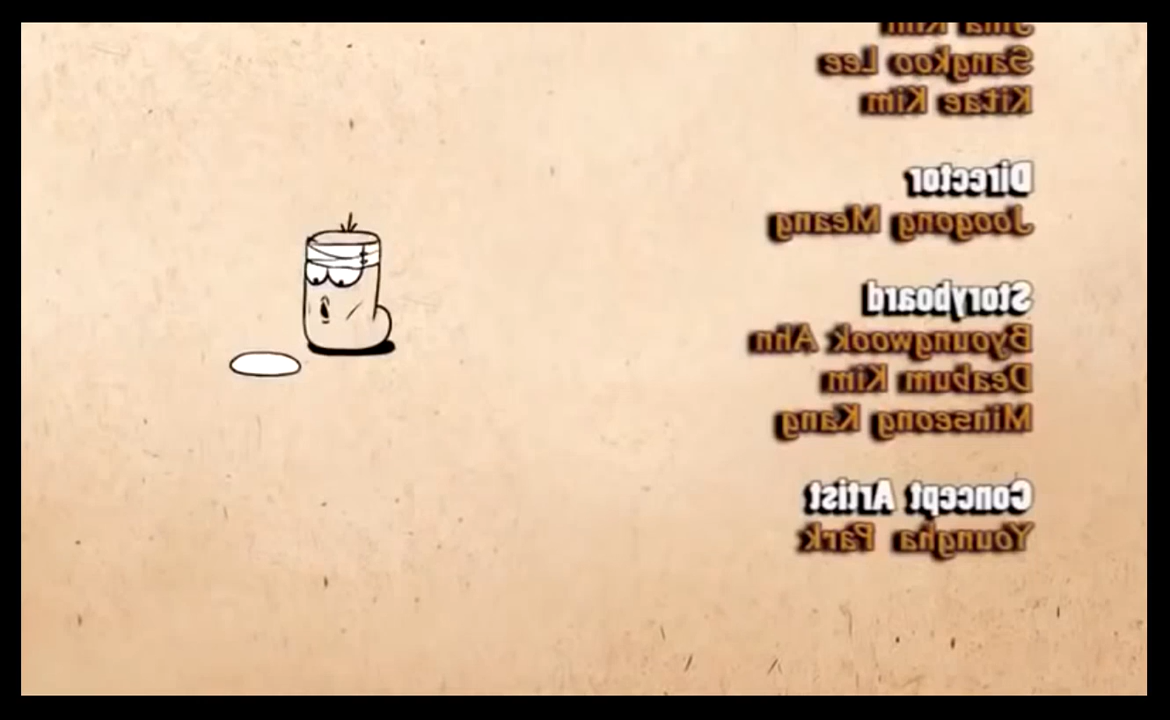 Sangkoo Lee
Kitae Kim
Director
Joogong Meang
Storyboard
Byoungwook Ahn
Deabum Kim
Minseong Kang
Concept Artist
Youngha Park